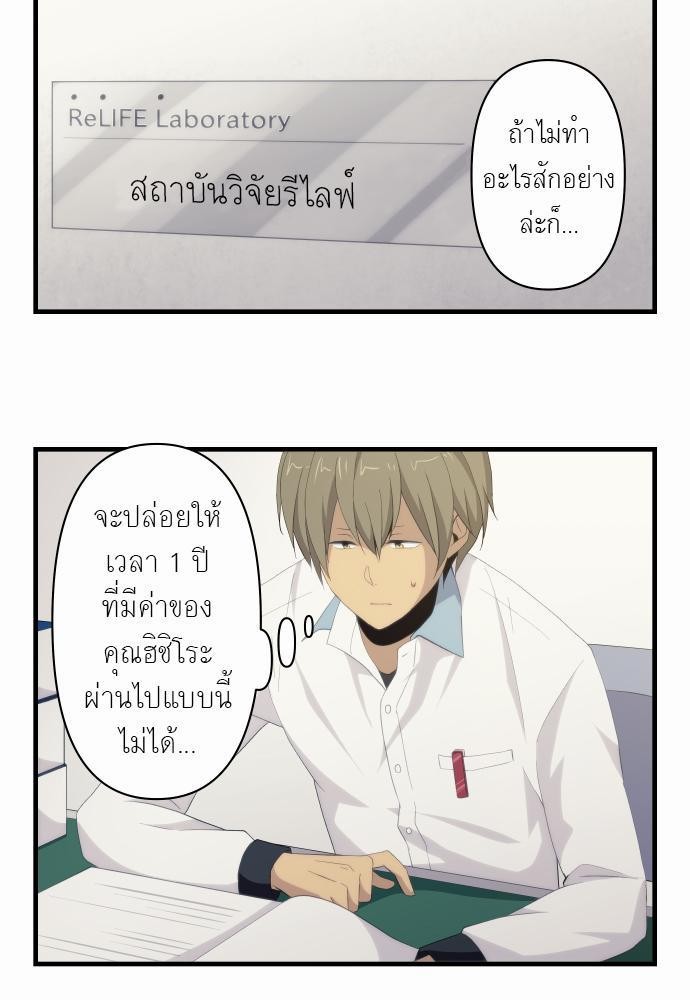 ReLIFE Laboratory
สถาบันวิจัยรีไลฟ์
ถ้าไม่ทำ
อะไรสักอย่าง
ล่ะก็...
จะปล่อยให้
เวลา 1 ปี
ที่มีค่าของ
คุณฮิชิโระ
ผ่านไปแบบนี้
ไม่ได้...